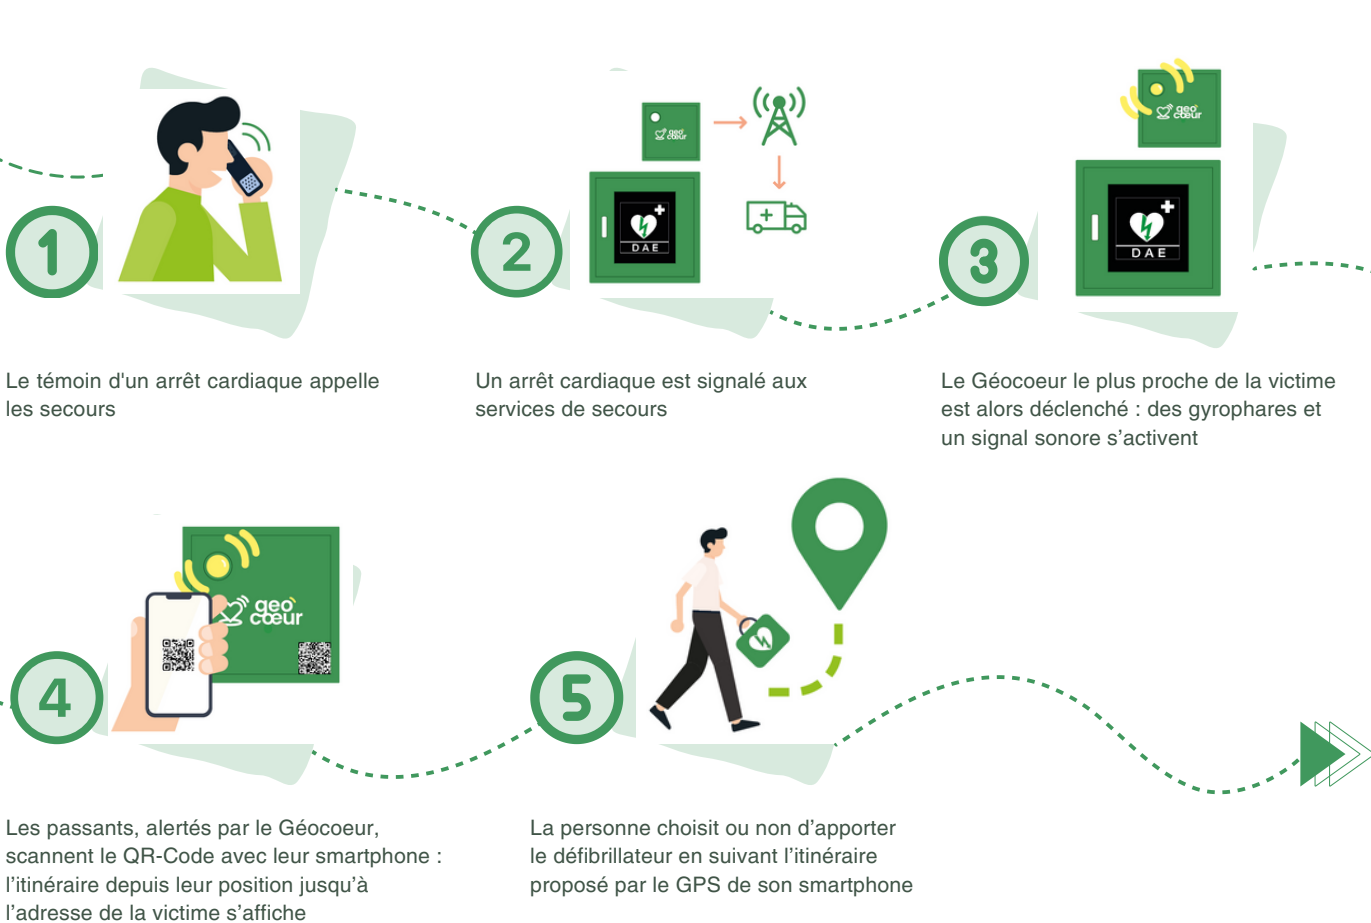 geo
cœur
DAE
geo
cœur
DAE
1
2
3
Le témoin d'un arrêt cardiaque appelle
les secours
Un arrêt cardiaque est signalé aux
services de secours
Le Géocoeur le plus proche de la victime
est alors déclenché : des gyrophares et
un signal sonore s’activent
geo
cœur
4
5
Les passants, alertés par le Géocoeur,
scannent le QR-Code avec leur smartphone :
l’itinéraire depuis leur position jusqu’à
l’adresse de la victime s’affiche
La personne choisit ou non d’apporter
le défibrillateur en suivant l’itinéraire
proposé par le GPS de son smartphone